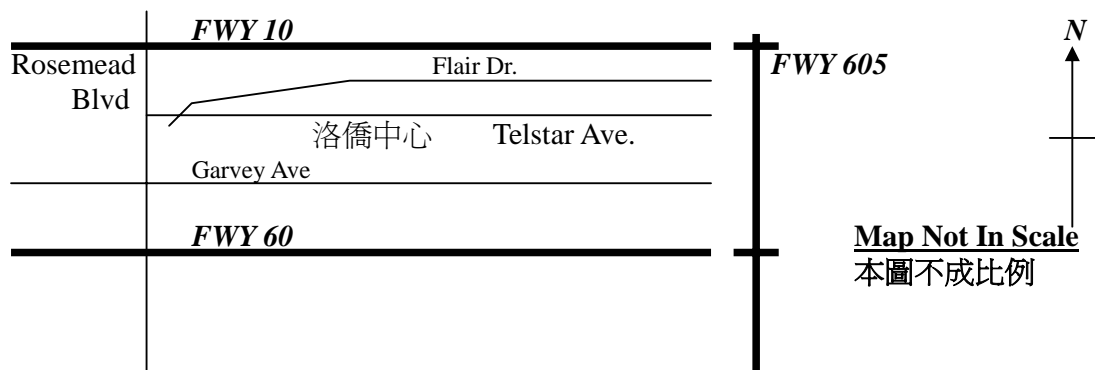 FWY 10
N
Rosemead
Blvd
Flair Dr.
FWY 605
洛僑中心
Telstar Ave.
Garvey Ave
FWY 60
Map Not In Scale
本圖不成比例